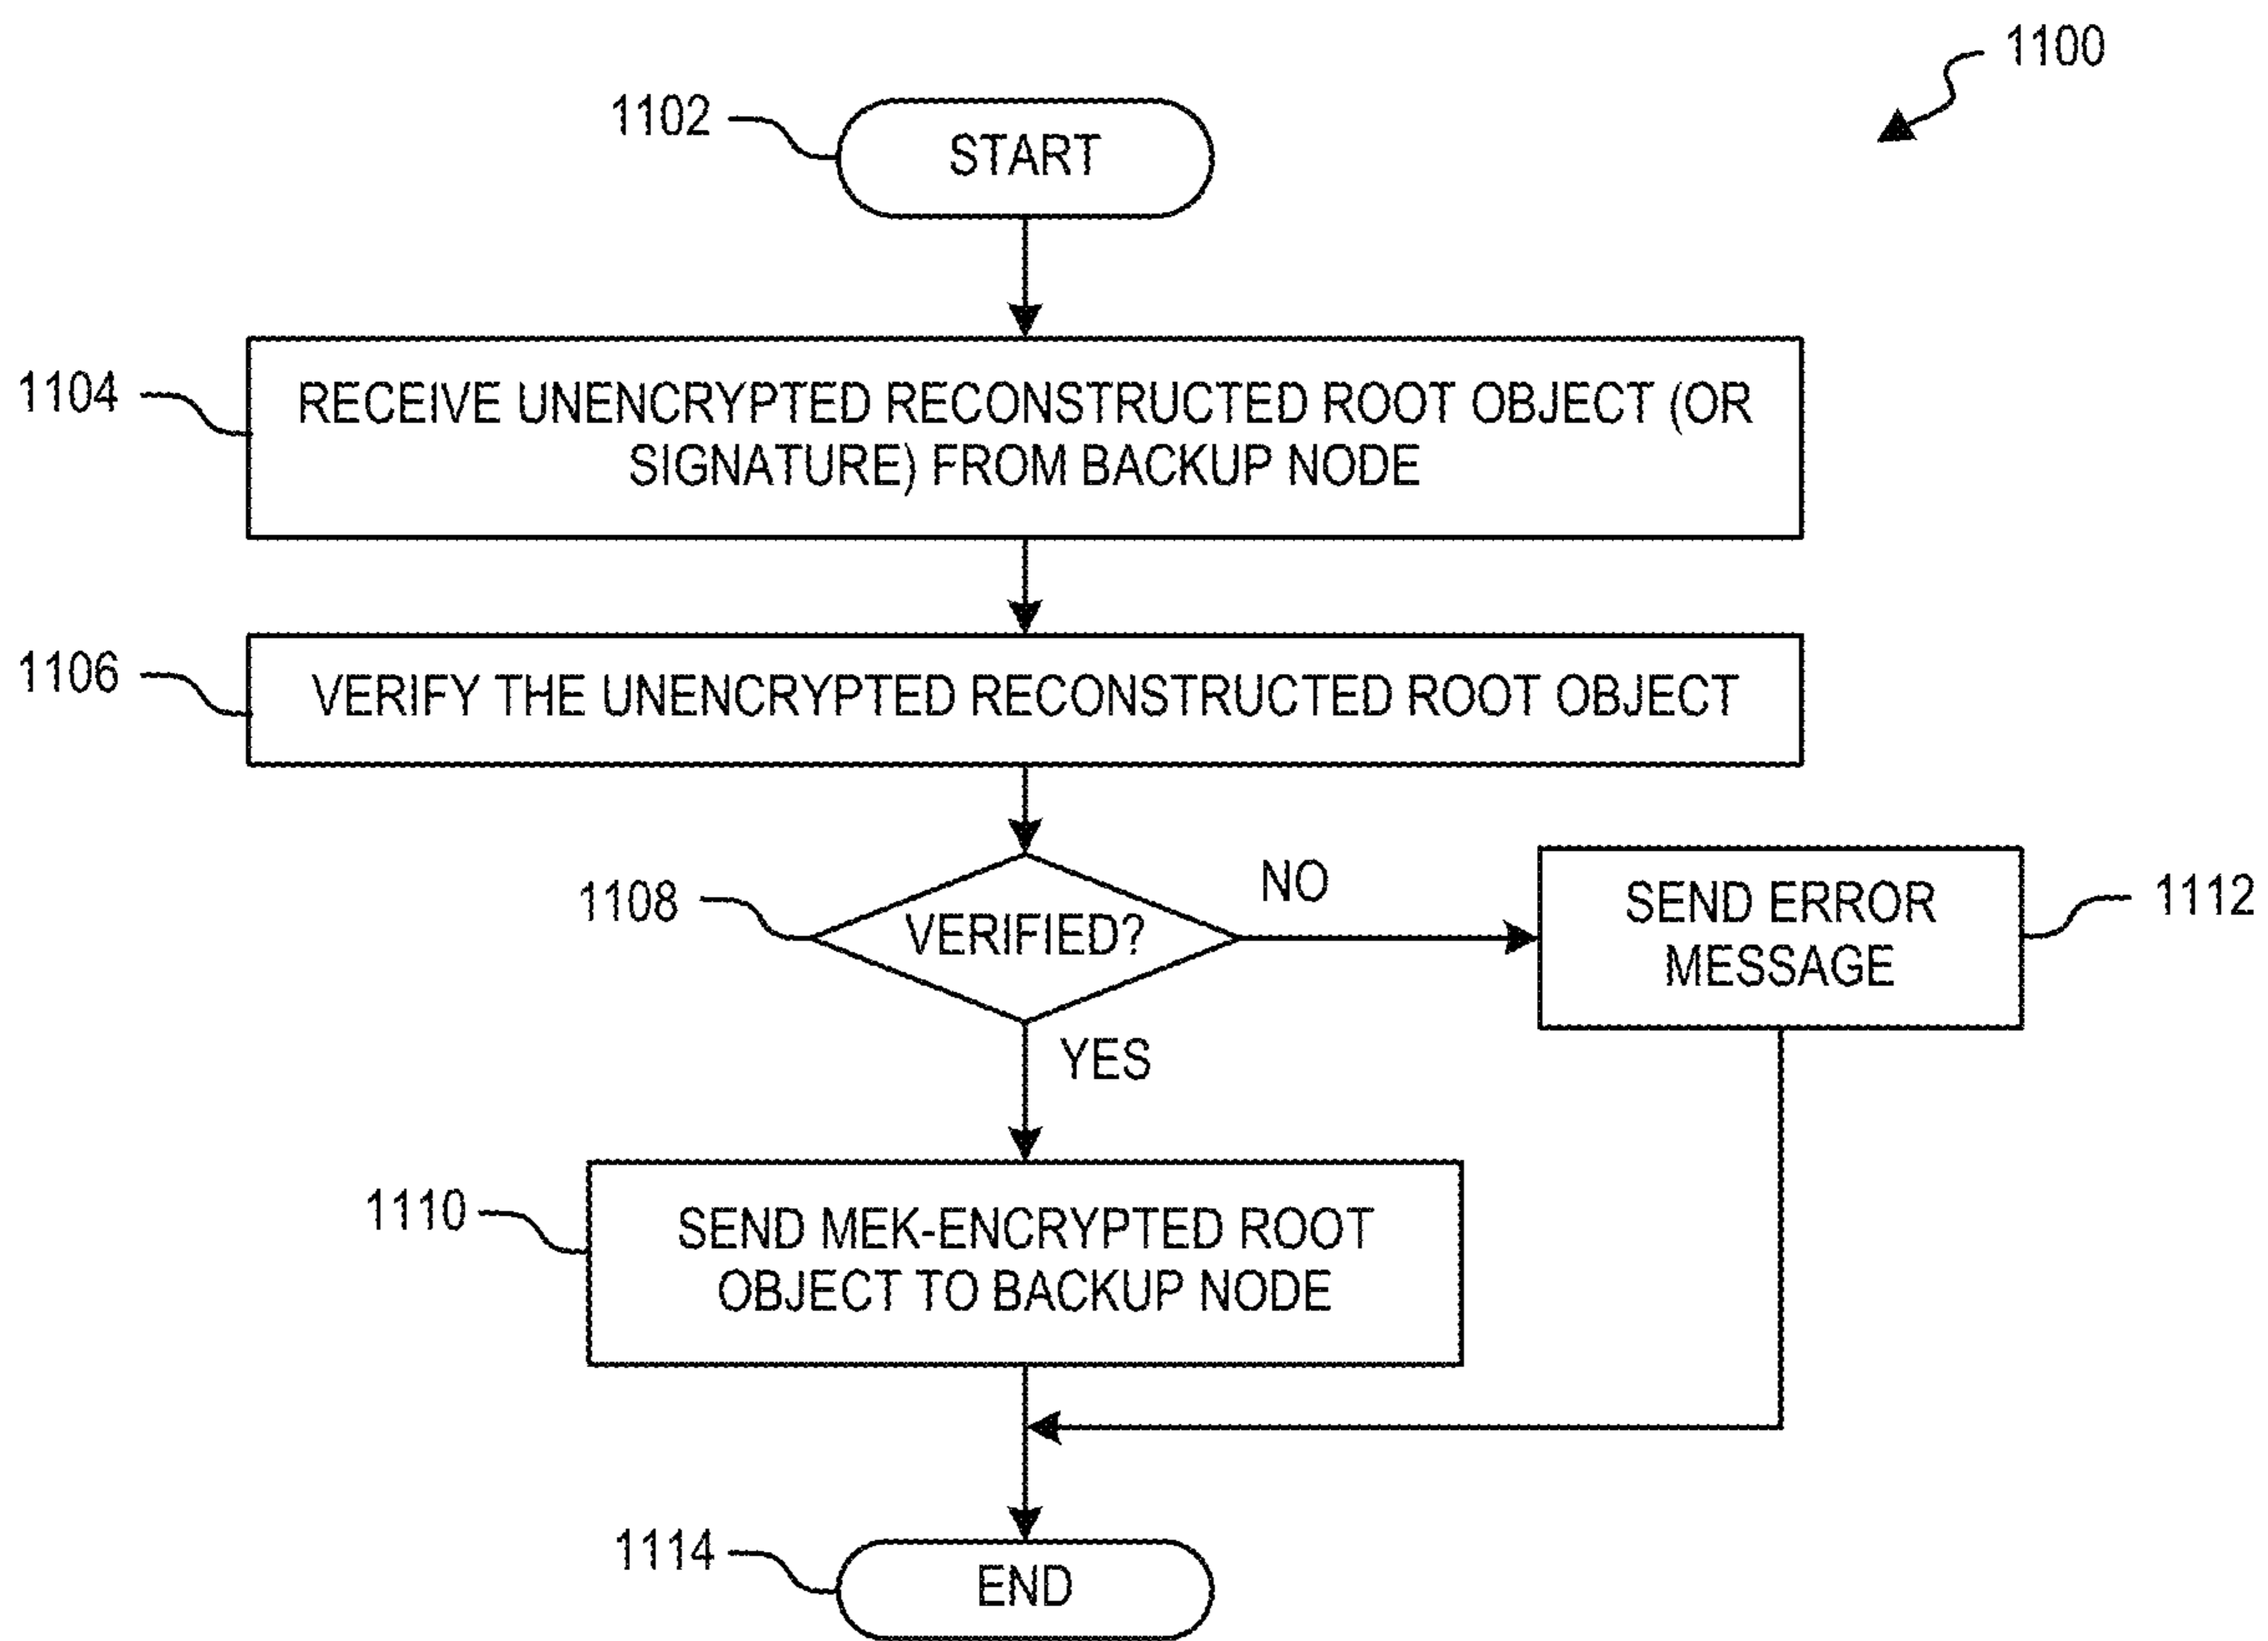 1100
1102
START
1104
RECEIVE UNENCRYPTED RECONSTRUCTED ROOT OBJECT (OR
SIGNATURE) FROM BACKUP NODE
1106
VERIFY THE UNENCRYPTED RECONSTRUCTED ROOT OBJECT
1108
VERIFIED?
NO
SEND ERROR
MESSAGE
1112
YES
1110
SEND MEK-ENCRYPTED ROOT
OBJECT TO BACKUP NODE
1114
END